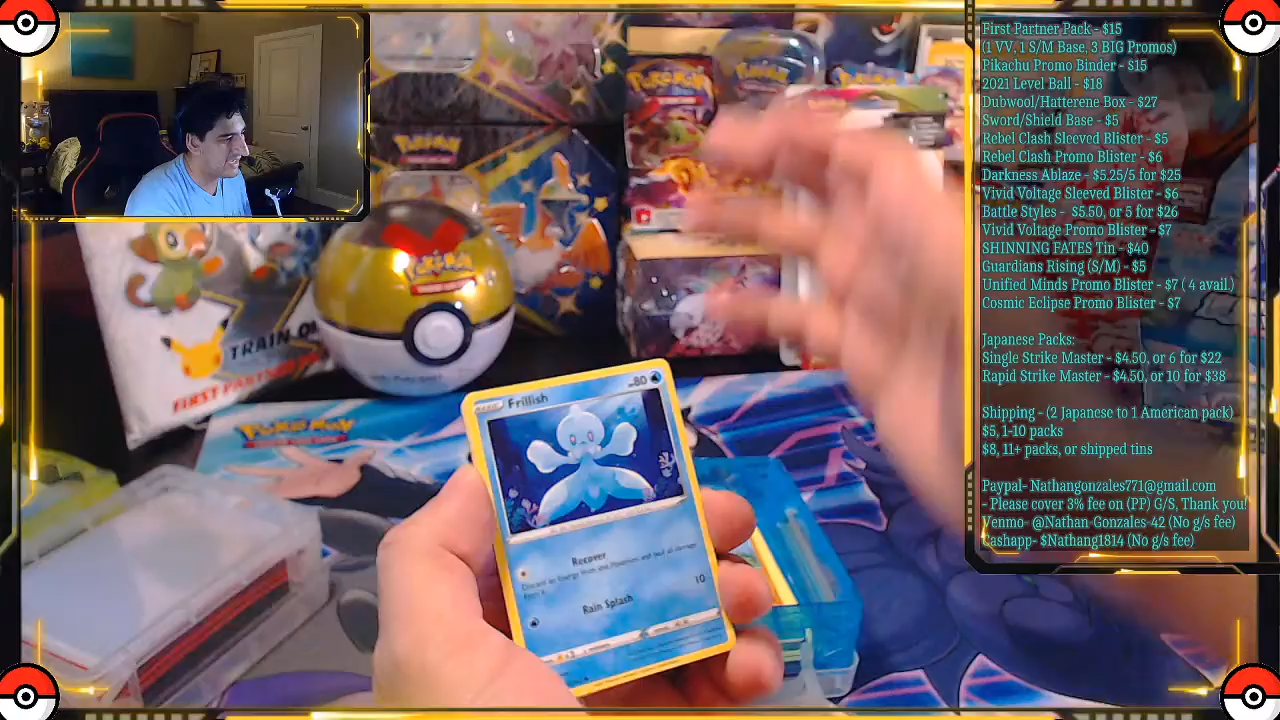 First Partner Pack - $15
(1 VV, 1 S/M Base, 3 BIG Promos)
Pikachu Promo Binder - $15
2021 Level Ball - $18
Dubwool/Hatterene Box - $27
Sword/Shield Base - $5
Rebel Clash Sleeved Blister - $5
Rebel Clash Promo Blister - $6
Darkness Ablaze - $5.25/5 for $25
Vivid Voltage Sleeved Blister - $6
Battle Styles - $5.50, or 5 for $26
Vivid Voltage Promo Blister - $7
SHINNING FATES Tin - $40
Guardians Rising (S/M) - $5
Unified Minds Promo Blister - $7 ( 4 avail.)
Cosmic Eclipse Promo Blister - $7
Japanese Packs:
Single Strike Master - $4.50, or 6 for $22
Rapid Strike Master - $4.50, or 10 for $38
Shipping - (2 Japanese to 1 American pack)
$5, 1-10 packs
$8, 11+ packs, or shipped tins
Paypal- Nathangonzales771@gmail.com
- Please cover 3% fee on (PP) G/S, Thank you!
Venmo- @Nathan-Gonzales-42 (No g/s fee)
Cashapp- $Nathang1814 (No g/s fee)
Pokémon
Pokémon
Pokémon
Pokémon
TRAIN ON
FIRST PARTNER
Pokémon
BASIC Frillish HP 80
Recover
Rain Splash 10